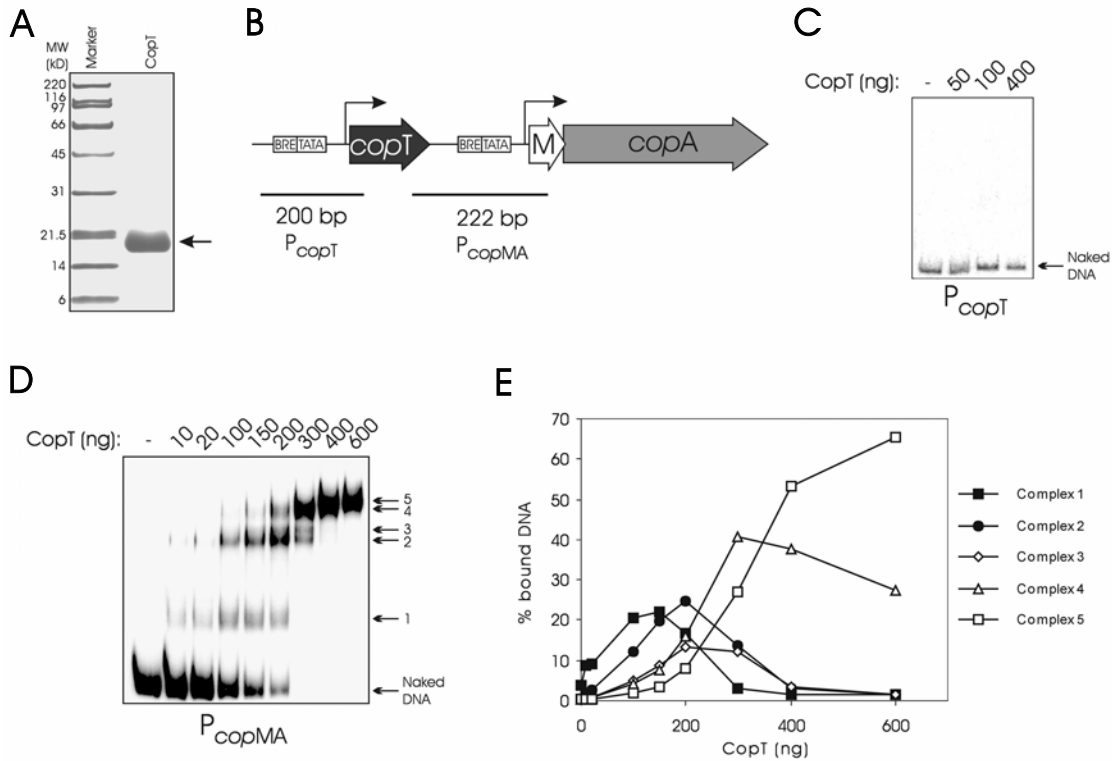 A
MW
(kD)
Marker
CopT
220
116
97
66
45
31
21.5
14
6
B
BRE TATA
copT
BRE TATA
M
copA
200 bp
PcopT
222 bp
PcopMA
C
CopT (ng): - 50 100 400
Naked
DNA
PcopT
D
CopT (ng): - 10 20 100 150 200 300 400 600
5
4
3
2
1
Naked
DNA
PcopMA
E
% bound DNA
70
60
50
40
30
20
10
0
0 200 400 600
CopT (ng)
Complex 1
Complex 2
Complex 3
Complex 4
Complex 5